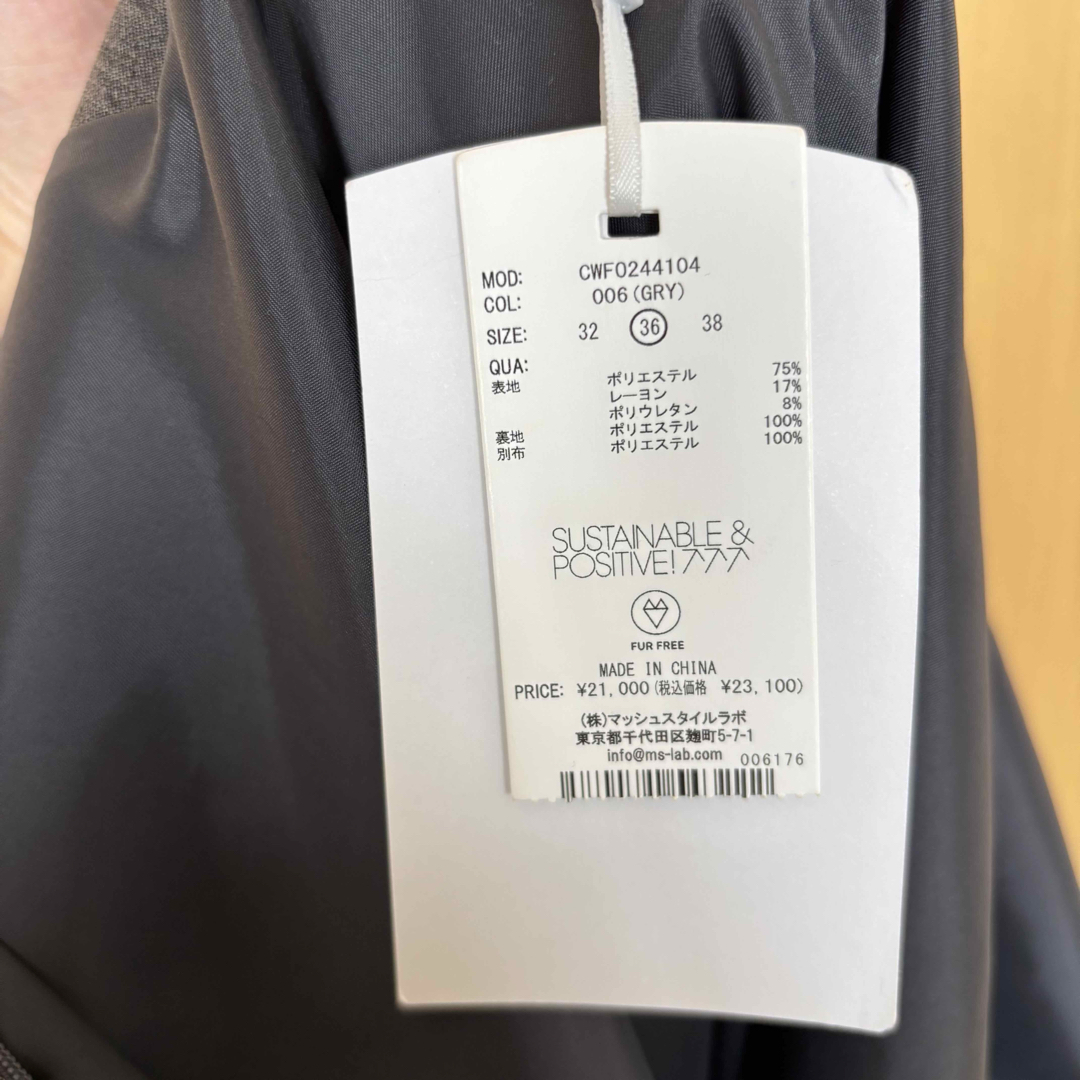 MOD: CWF0244104
COL: 006(GRY)
SIZE: 32 36 38
QUA:
表地 ポリエステル 75%
レーヨン 17%
ポリウレタン 8%
裏地 ポリエステル 100%
別布 ポリエステル 100%
SUSTAINABLE &
POSITIVE!
FUR FREE
MADE IN CHINA
PRICE: ¥21,000(税込価格 ¥23,100)
(株)マッシュスタイルラボ
東京都千代田区麹町5-7-1
info@ms-lab.com 006176